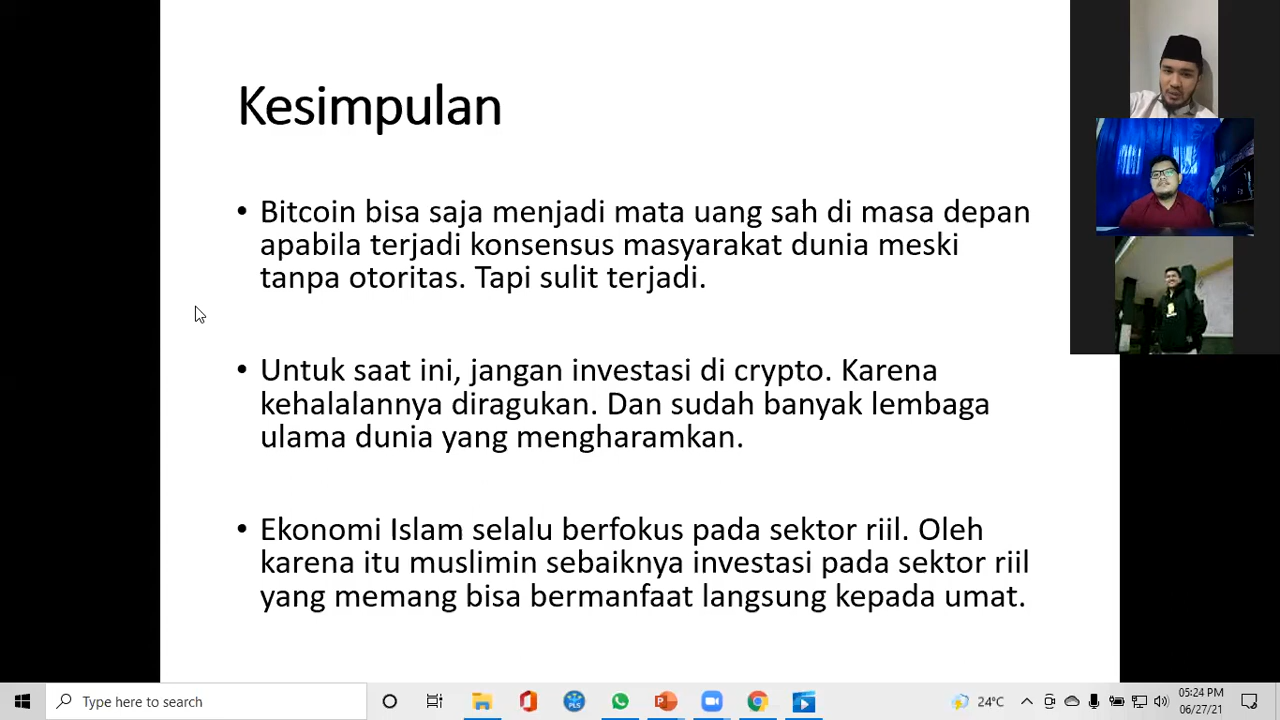 Kesimpulan
• Bitcoin bisa saja menjadi mata uang sah di masa depan
apabila terjadi konsensus masyarakat dunia meski
tanpa otoritas. Tapi sulit terjadi.
• Untuk saat ini, jangan investasi di crypto. Karena
kehalalannya diragukan. Dan sudah banyak lembaga
ulama dunia yang mengharamkan.
• Ekonomi Islam selalu berfokus pada sektor riil. Oleh
karena itu muslimin sebaiknya investasi pada sektor riil
yang memang bisa bermanfaat langsung kepada umat.
Type here to search
PLS
24°C
05:24 PM
06/27/21